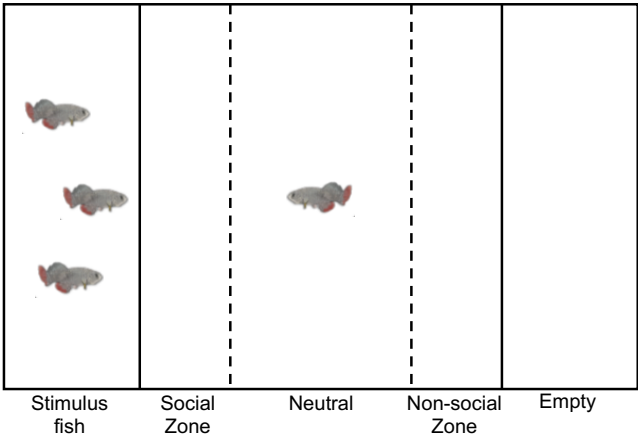 Stimulus
fish
Social
Zone
Neutral
Non-social
Zone
Empty